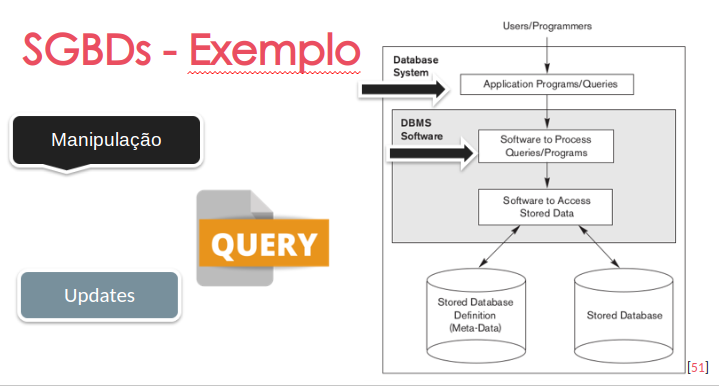 SGBDs - Exemplo
Manipulação
QUERY
Updates
Users/Programmers
Database
System
Application Programs/Queries
DBMS
Software
Software to Process
Queries/Programs
Software to Access
Stored Data
Stored Database
Definition
(Meta-Data)
Stored Database
[51]